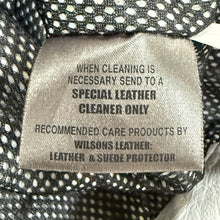 WHEN CLEANING IS
NECESSARY SEND TO A
SPECIAL LEATHER
CLEANER ONLY
RECOMMENDED CARE PRODUCTS BY
WILSONS LEATHER:
LEATHER & SUEDE PROTECTOR